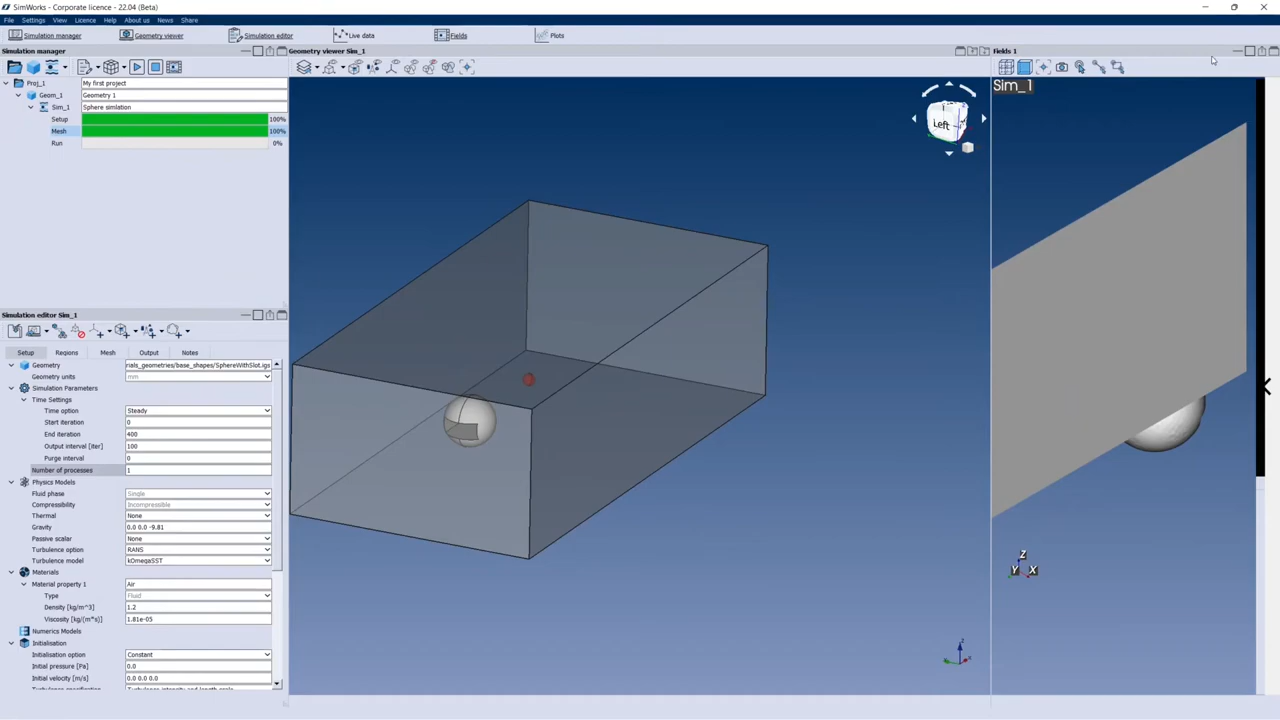 SimWorks - Corporate licence - 22.04 (Beta)
File Settings View Licence Help About us News Share
Simulation manager Geometry viewer Simulation editor Live data Fields Plots
Simulation manager
Geometry viewer Sim_1
Fields 1
Proj_1 My first project
Geom_1 Geometry 1
Sim_1 Sphere simlation
Setup 100%
Mesh 100%
Run 0%
Left
Sim_1
Simulation editor Sim_1
Setup Regions Mesh Output Notes
Geometry rials_geometries/base_shapes/SphereWithSlot.igs
Geometry units mm
Simulation Parameters
Time Settings
Time option Steady
Start iteration 0
End iteration 400
Output interval [iter] 100
Purge interval 0
Number of processes 1
Physics Models
Fluid phase Single
Compressibility Incompressible
Thermal None
Gravity 0.0 0.0 -9.81
Passive scalar None
Turbulence option RANS
Turbulence model kOmegaSST
Materials
Material property 1 Air
Type Fluid
Density [kg/m^3] 1.2
Viscosity [kg/(m*s)] 1.81e-05
Numerics Models
Initialisation
Initialisation option Constant
Initial pressure [Pa] 0.0
Initial velocity [m/s] 0.0 0.0 0.0
Z
Y X